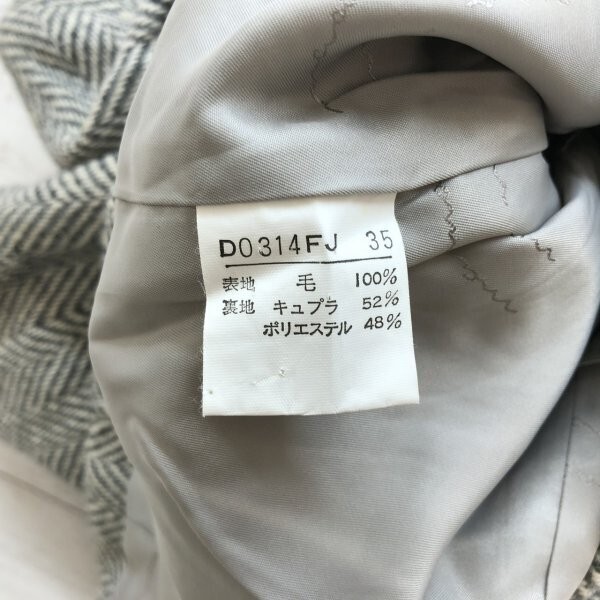 D0314FJ 35
表地 毛 100%
裏地 キュプラ 52%
ポリエステル 48%